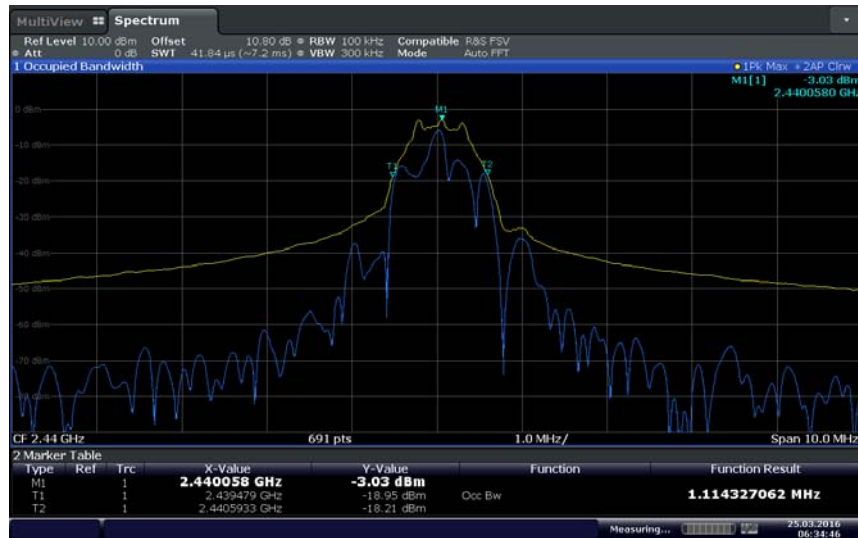 MultiView Spectrum
Ref Level 10.00 dBm Offset 10.80 dB RBW 100 kHz Compatible R&S FSV
Att 0 dB SWT 41.84 µs (~7.2 ms) VBW 300 kHz Mode Auto FFT
1 Occupied Bandwidth 1Pk Max 2AP Clrw
M1[1] -3.03 dBm
2.4400580 GHz
M1
0 dBm
-10 dBm
T1 T2
-20 dBm
-30 dBm
-40 dBm
-50 dBm
-60 dBm
-70 dBm
CF 2.44 GHz 691 pts 1.0 MHz/ Span 10.0 MHz
2 Marker Table
Type Ref Trc X-Value Y-Value Function Function Result
M1 1 2.440058 GHz -3.03 dBm
T1 1 2.439479 GHz -18.95 dBm Occ Bw 1.114327062 MHz
T2 1 2.4405933 GHz -18.21 dBm
Measuring... 25.03.2016
06:34:46